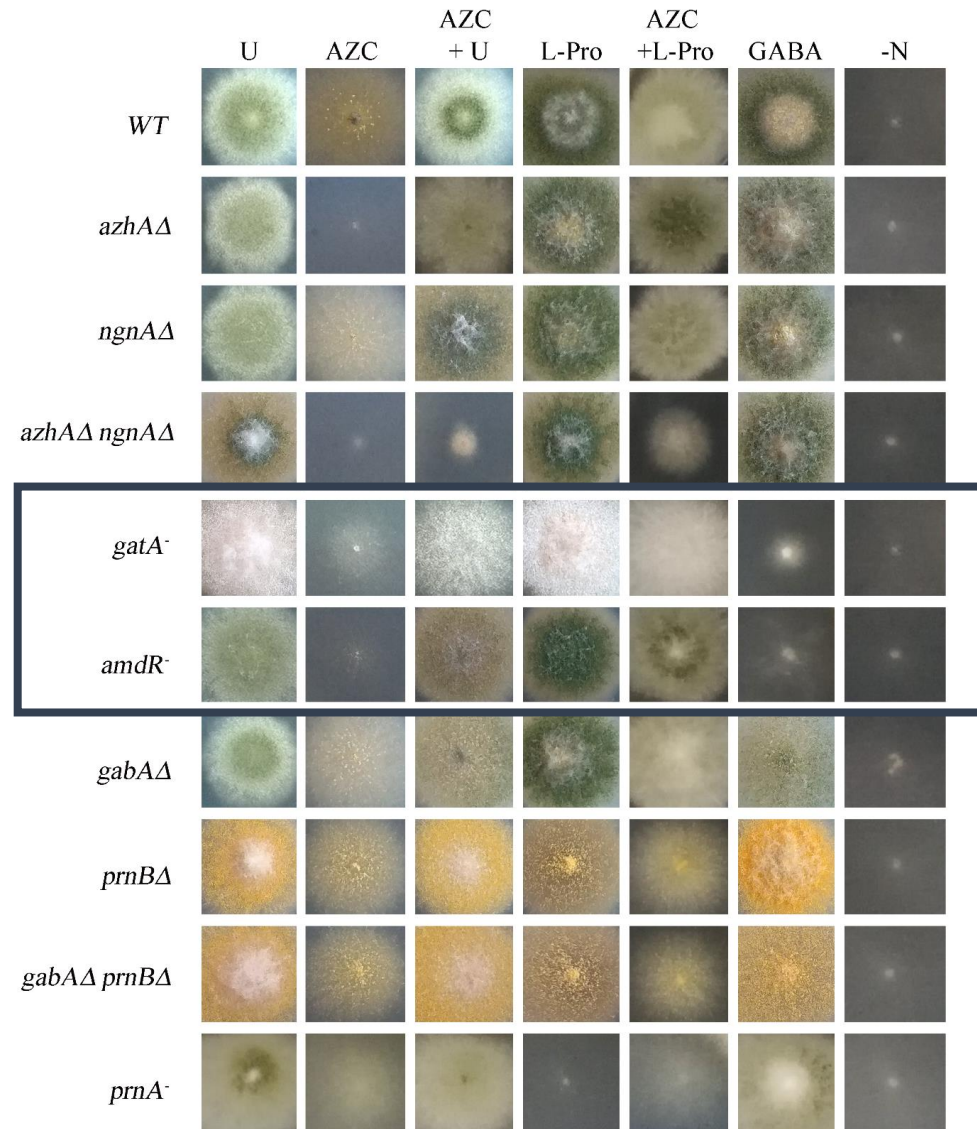 AZC AZC
U AZC + U L-Pro +L-Pro GABA -N
WT
azhAΔ
ngnAΔ
azhAΔ ngnAΔ
gatA⁻
amdR⁻
gabAΔ
prnBΔ
gabAΔ prnBΔ
prnA⁻